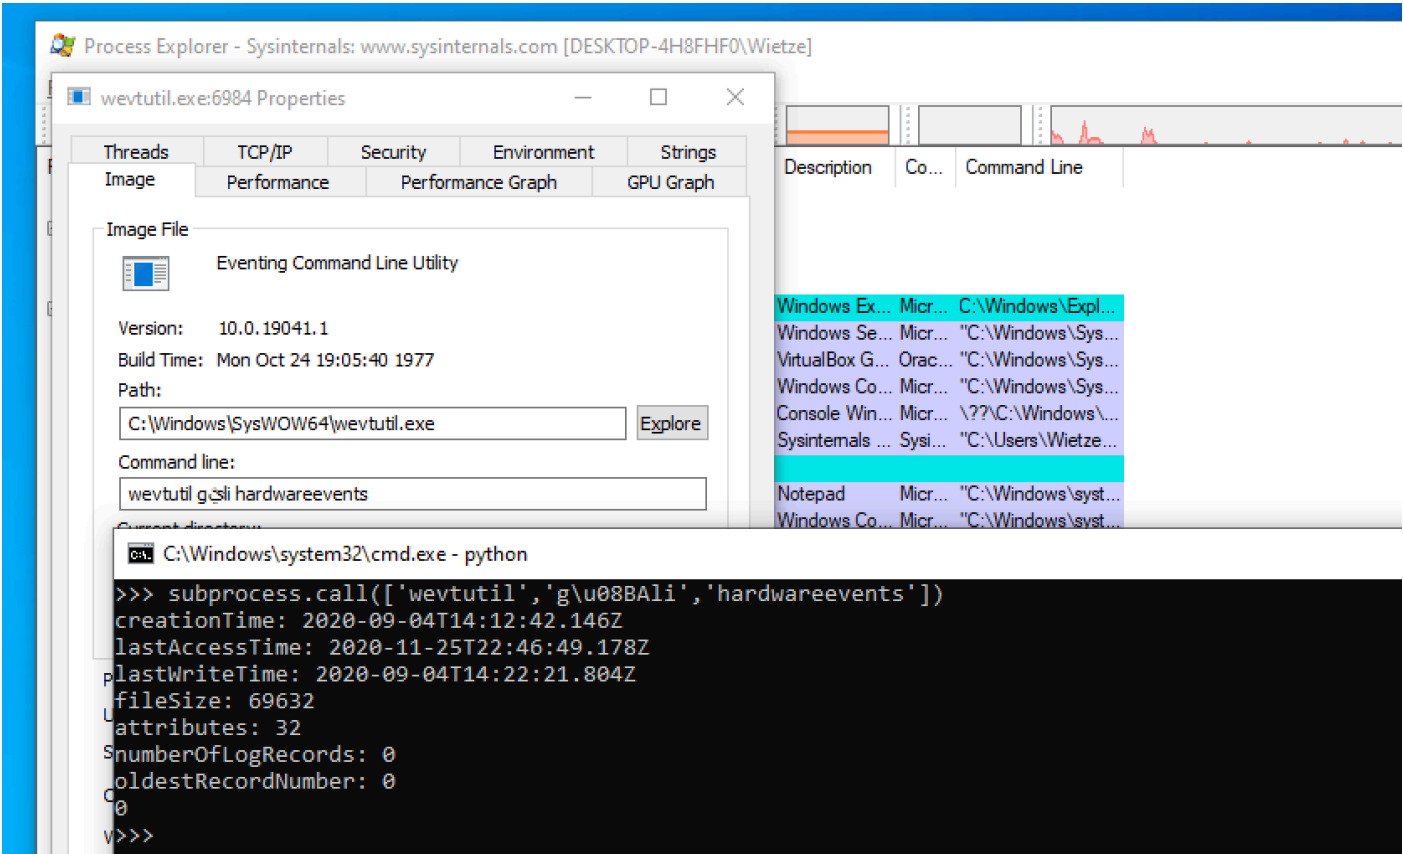 Process Explorer - Sysinternals: www.sysinternals.com [DESKTOP-4H8FHF0\Wietze]
wevtutil.exe:6984 Properties
Threads TCP/IP Security Environment Strings
Image Performance Performance Graph GPU Graph
Image File
Eventing Command Line Utility
Version: 10.0.19041.1
Build Time: Mon Oct 24 19:05:40 1977
Path:
C:\Windows\SysWOW64\wevtutil.exe
Explore
Command line:
wevtutil gࢺli hardwareevents
Current directory:
Description Co... Command Line
Windows Ex... Micr... C:\Windows\Expl...
Windows Se... Micr... "C:\Windows\Sys...
VirtualBox G... Orac... "C:\Windows\Sys...
Windows Co... Micr... "C:\Windows\Sys...
Console Win... Micr... \??\C:\Windows\...
Sysinternals ... Sysi... "C:\Users\Wietze...
Notepad Micr... "C:\Windows\syst...
Windows Co... Micr... "C:\Windows\syst...
C:\Windows\system32\cmd.exe - python
>>> subprocess.call(['wevtutil','g\u08BAli','hardwareevents'])
creationTime: 2020-09-04T14:12:42.146Z
lastAccessTime: 2020-11-25T22:46:49.178Z
lastWriteTime: 2020-09-04T14:22:21.804Z
fileSize: 69632
attributes: 32
numberOfLogRecords: 0
oldestRecordNumber: 0
0
>>>